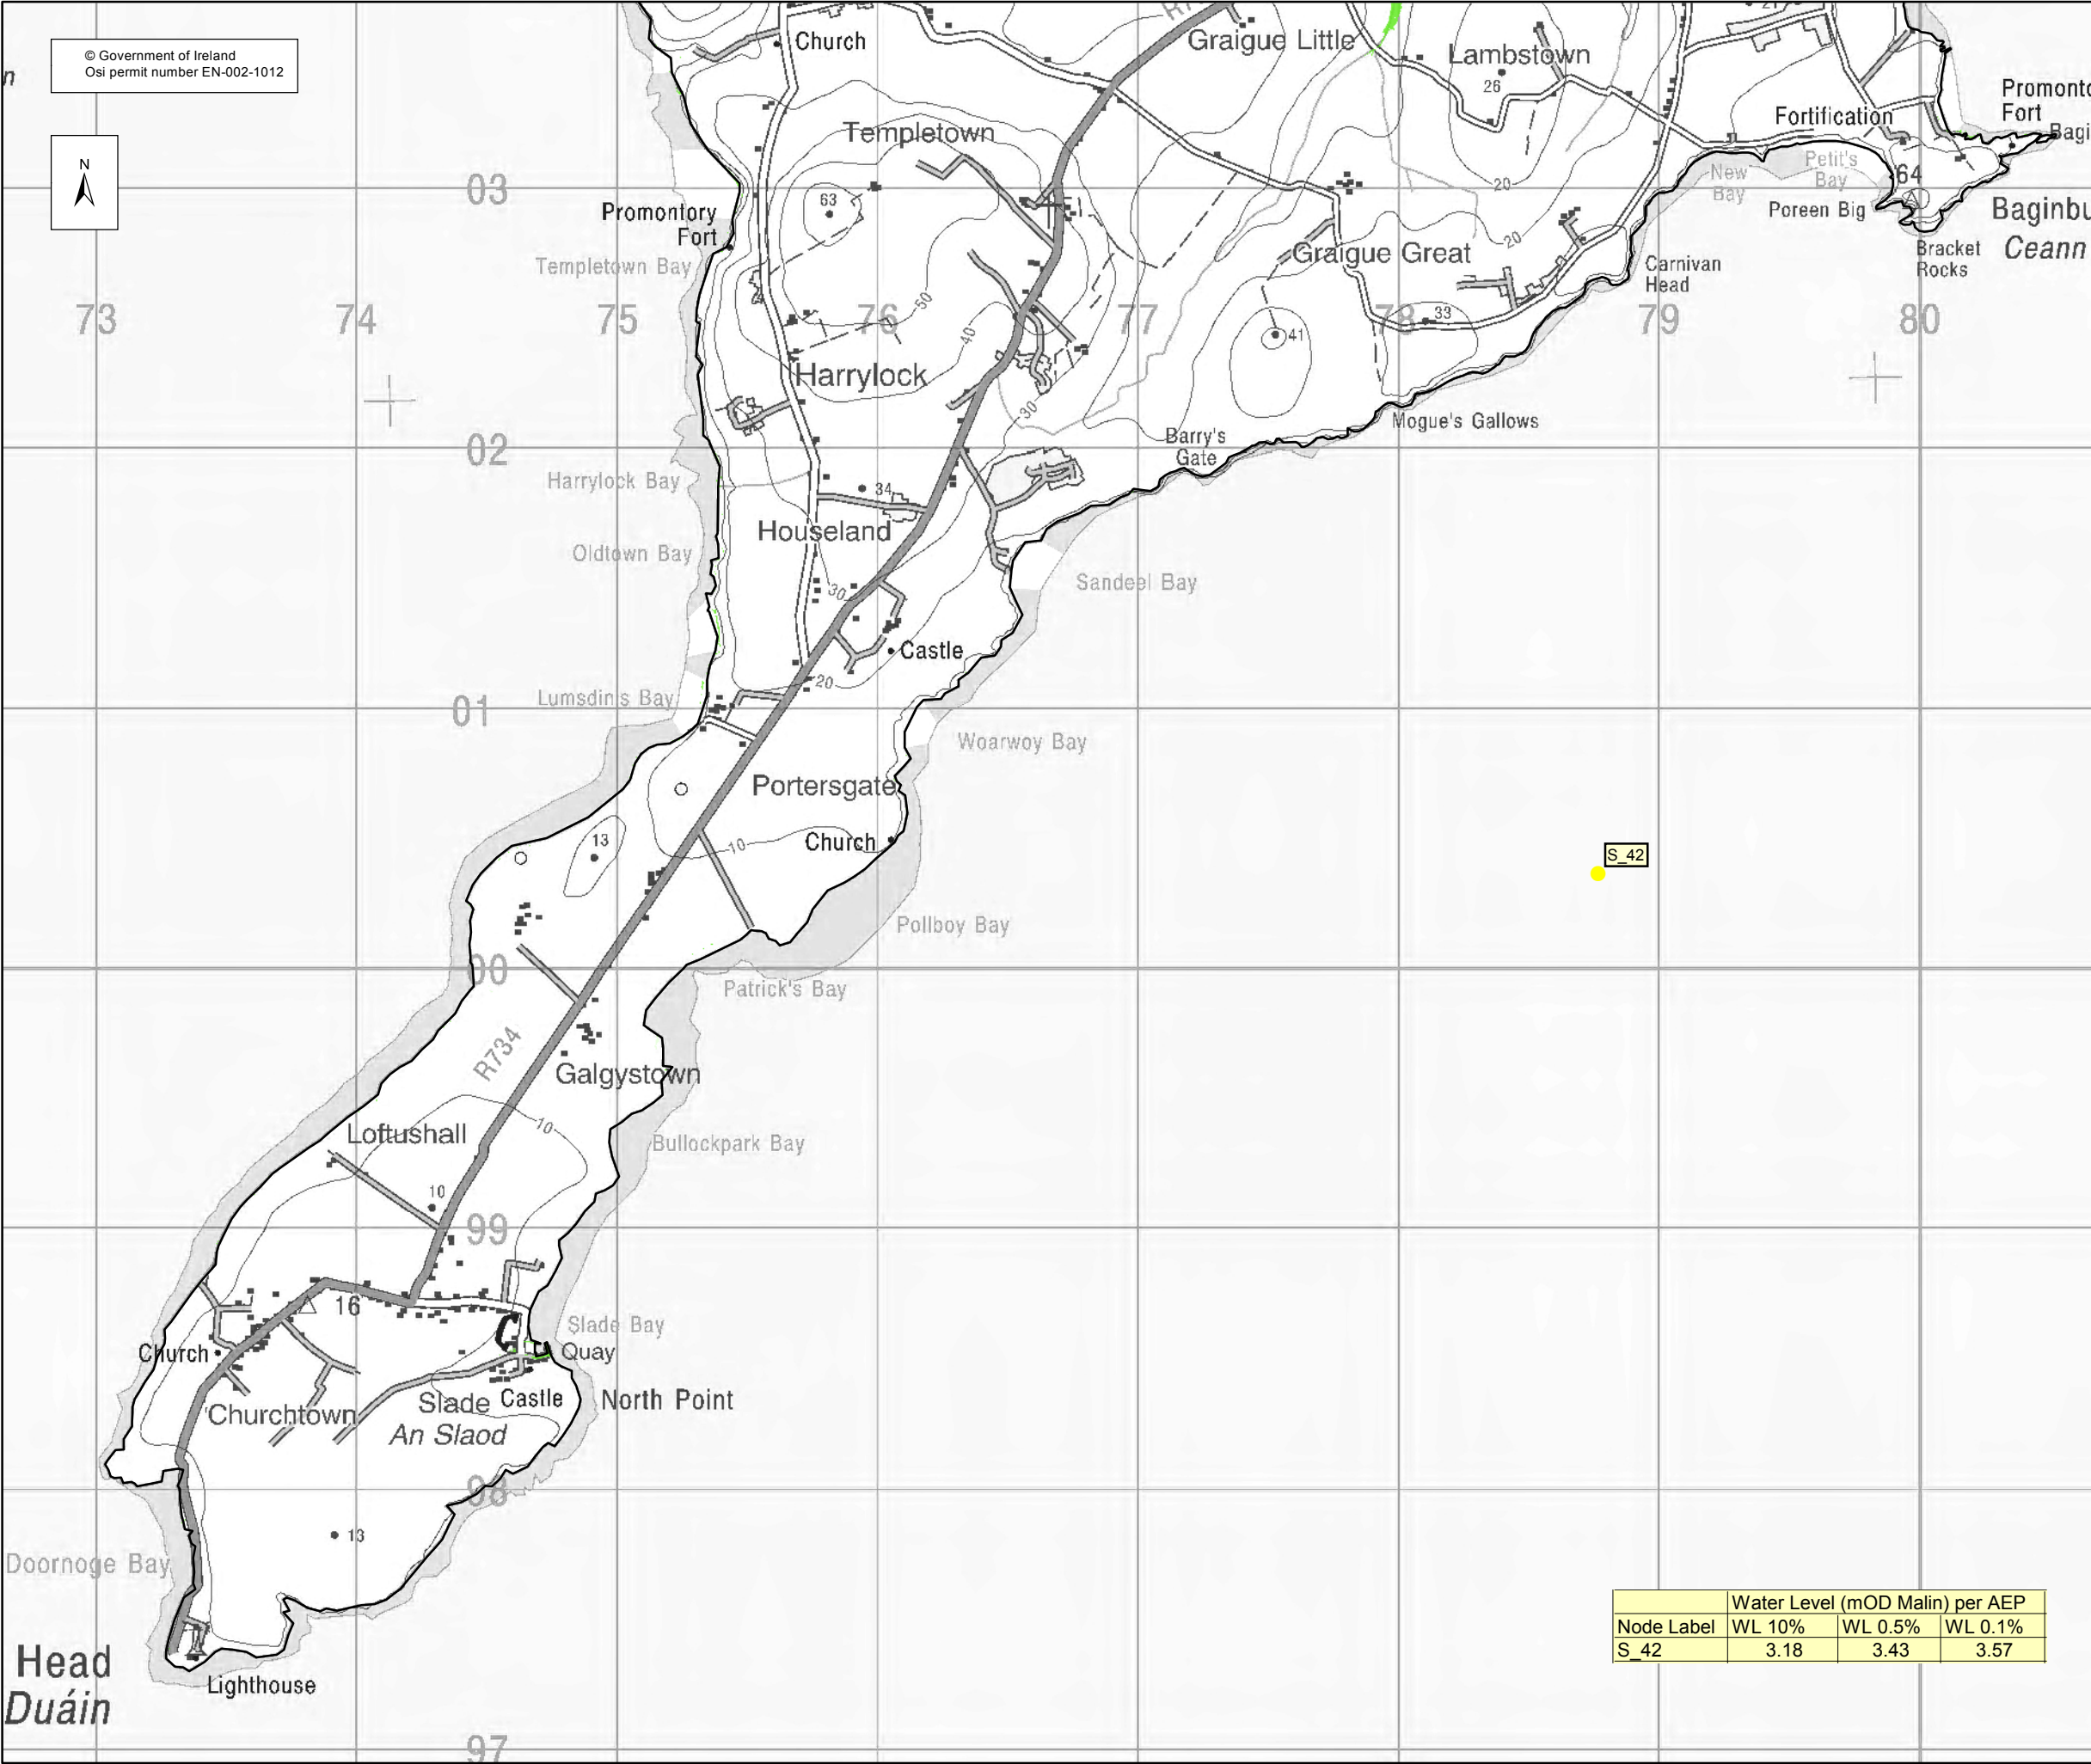 © Government of Ireland
Osi permit number EN-002-1012
n
N
Church
Graigue Little
Lambstown
26
21
Promonto
Fort
Bagi
Fortification
Templetown
New
Bay
Petit's
Bay
64
Poreen Big
Baginbu
Ceann
Bracket
Rocks
03
63
Promontory
Fort
Templetown Bay
20
20
Graigue Great
Carnivan
Head
73
74
75
76
77
78
79
80
50
40
33
41
Harrylock
30
Mogue's Gallows
Barry's
Gate
02
Harrylock Bay
34
Houseland
Oldtown Bay
Sandeel Bay
30
Castle
20
Lumsdin's Bay
01
Woarwoy Bay
Portersgate
13
10
Church
S_42
Pollboy Bay
00
Patrick's Bay
R734
Galgystown
10
Loftushall
Bullockpark Bay
10
99
16
Slade Bay
Quay
Church
Churchtown
Slade
Castle
North Point
An Slaod
98
13
Doornoge Bay
Head
Duáin
Lighthouse
97
Water Level (mOD Malin) per AEP
Node Label WL 10% WL 0.5% WL 0.1%
S_42 3.18 3.43 3.57